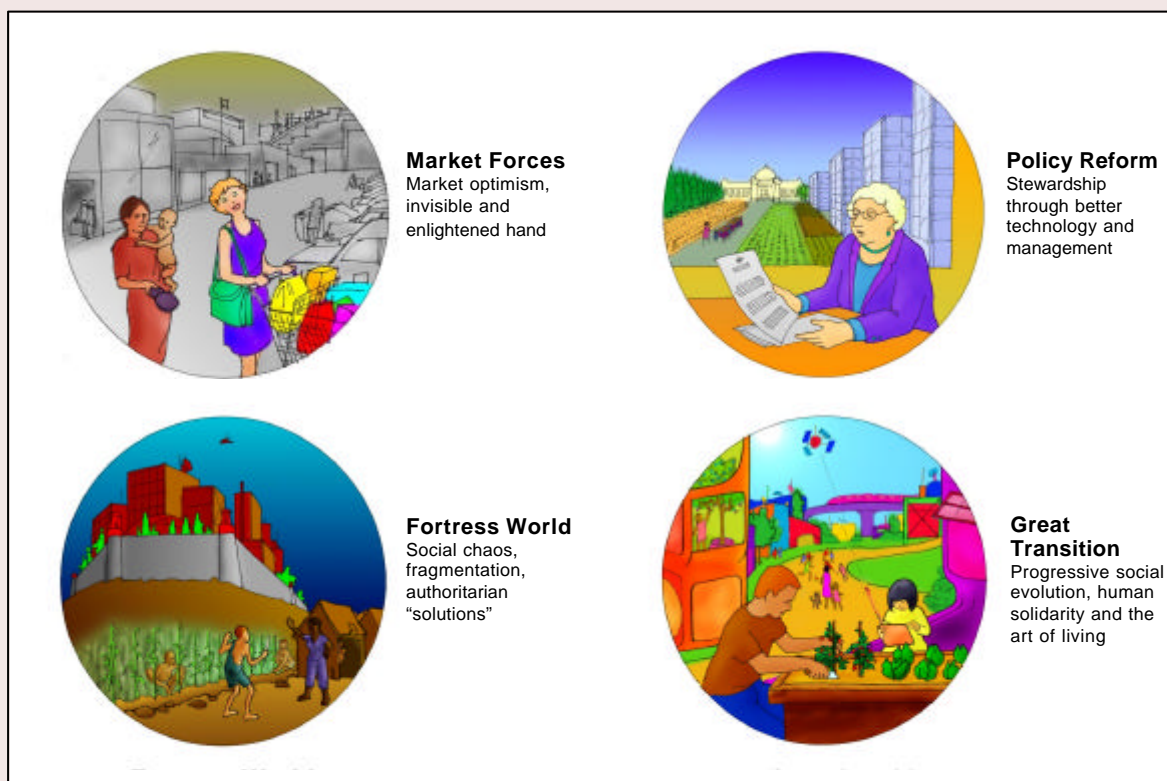 Market Forces
Market optimism,
invisible and
enlightened hand
Policy Reform
Stewardship
through better
technology and
management
Fortress World
Social chaos,
fragmentation,
authoritarian
“solutions”
Great
Transition
Progressive social
evolution, human
solidarity and the
art of living